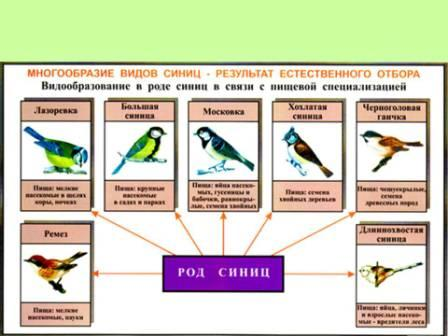 МНОГООБРАЗИЕ ВИДОВ СИНИЦ - РЕЗУЛЬТАТ ЕСТЕСТВЕННОГО ОТБОРА
Видообразование в роде синиц в связи с пищевой специализацией
Лазоревка
Пища: мелкие
насекомые в щелях
коры, почках
Большая
синица
Пища: крупные
насекомые
в садах и парках
Московка
Пища: яйца насеко-
мых, гусеницы и
бабочки, равнокры-
лые, семена хвойных
Хохлатая
синица
Пища: семена
хвойных деревьев
Черноголовая
гаичка
Пища: чешуекрылые,
семена
древесных пород
Ремез
Пища: мелкие
насекомые, пауки
РОД СИНИЦ
Длиннохвостая
синица
Пища: яйца, личинки
и взрослые насеко-
мые - вредители леса